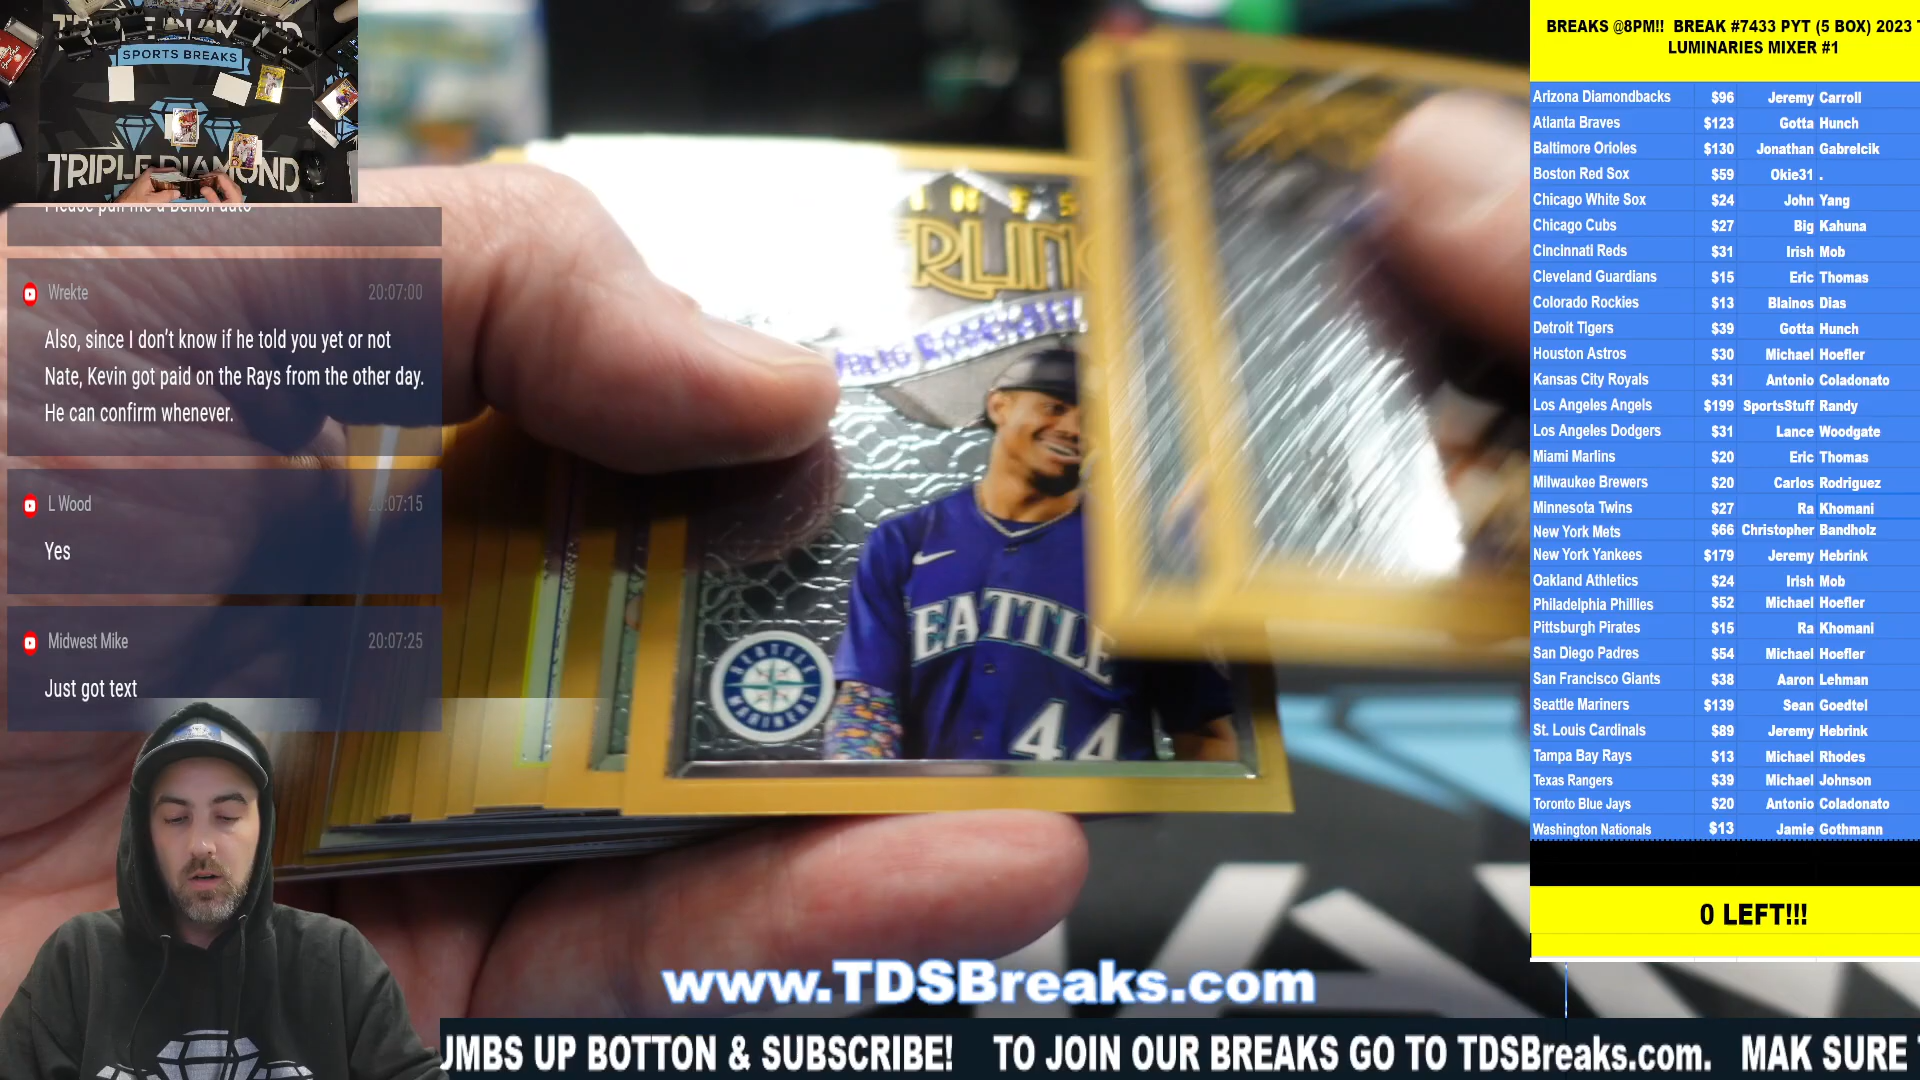 TRIPLE DIAMOND
SPORTS BREAKS
TRIPLE DIAMOND
Wrekte 20:07:00
Also, since I don't know if he told you yet or not
Nate, Kevin got paid on the Rays from the other day.
He can confirm whenever.
L Wood 20:07:15
Yes
Midwest Mike 20:07:25
Just got text
SEATTLE
MARINERS
EATTLE
44
BREAKS @8PM!! BREAK #7433 PYT (5 BOX) 2023
LUMINARIES MIXER #1
Arizona Diamondbacks $96 Jeremy Carroll
Atlanta Braves $123 Gotta Hunch
Baltimore Orioles $130 Jonathan Gabrelcik
Boston Red Sox $59 Okie31 .
Chicago White Sox $24 John Yang
Chicago Cubs $27 Big Kahuna
Cincinnati Reds $31 Irish Mob
Cleveland Guardians $15 Eric Thomas
Colorado Rockies $13 Blainos Dias
Detroit Tigers $39 Gotta Hunch
Houston Astros $30 Michael Hoefler
Kansas City Royals $31 Antonio Coladonato
Los Angeles Angels $199 SportsStuff Randy
Los Angeles Dodgers $31 Lance Woodgate
Miami Marlins $20 Eric Thomas
Milwaukee Brewers $20 Carlos Rodriguez
Minnesota Twins $27 Ra Khomani
New York Mets $66 Christopher Bandholz
New York Yankees $179 Jeremy Hebrink
Oakland Athletics $24 Irish Mob
Philadelphia Phillies $52 Michael Hoefler
Pittsburgh Pirates $15 Ra Khomani
San Diego Padres $54 Michael Hoefler
San Francisco Giants $38 Aaron Lehman
Seattle Mariners $139 Sean Goedtel
St. Louis Cardinals $89 Jeremy Hebrink
Tampa Bay Rays $13 Michael Rhodes
Texas Rangers $39 Michael Johnson
Toronto Blue Jays $20 Antonio Coladonato
Washington Nationals $13 Jamie Gothmann
0 LEFT!!!
www.TDSBreaks.com
UMBS UP BOTTON & SUBSCRIBE! TO JOIN OUR BREAKS GO TO TDSBreaks.com. MAK SURE